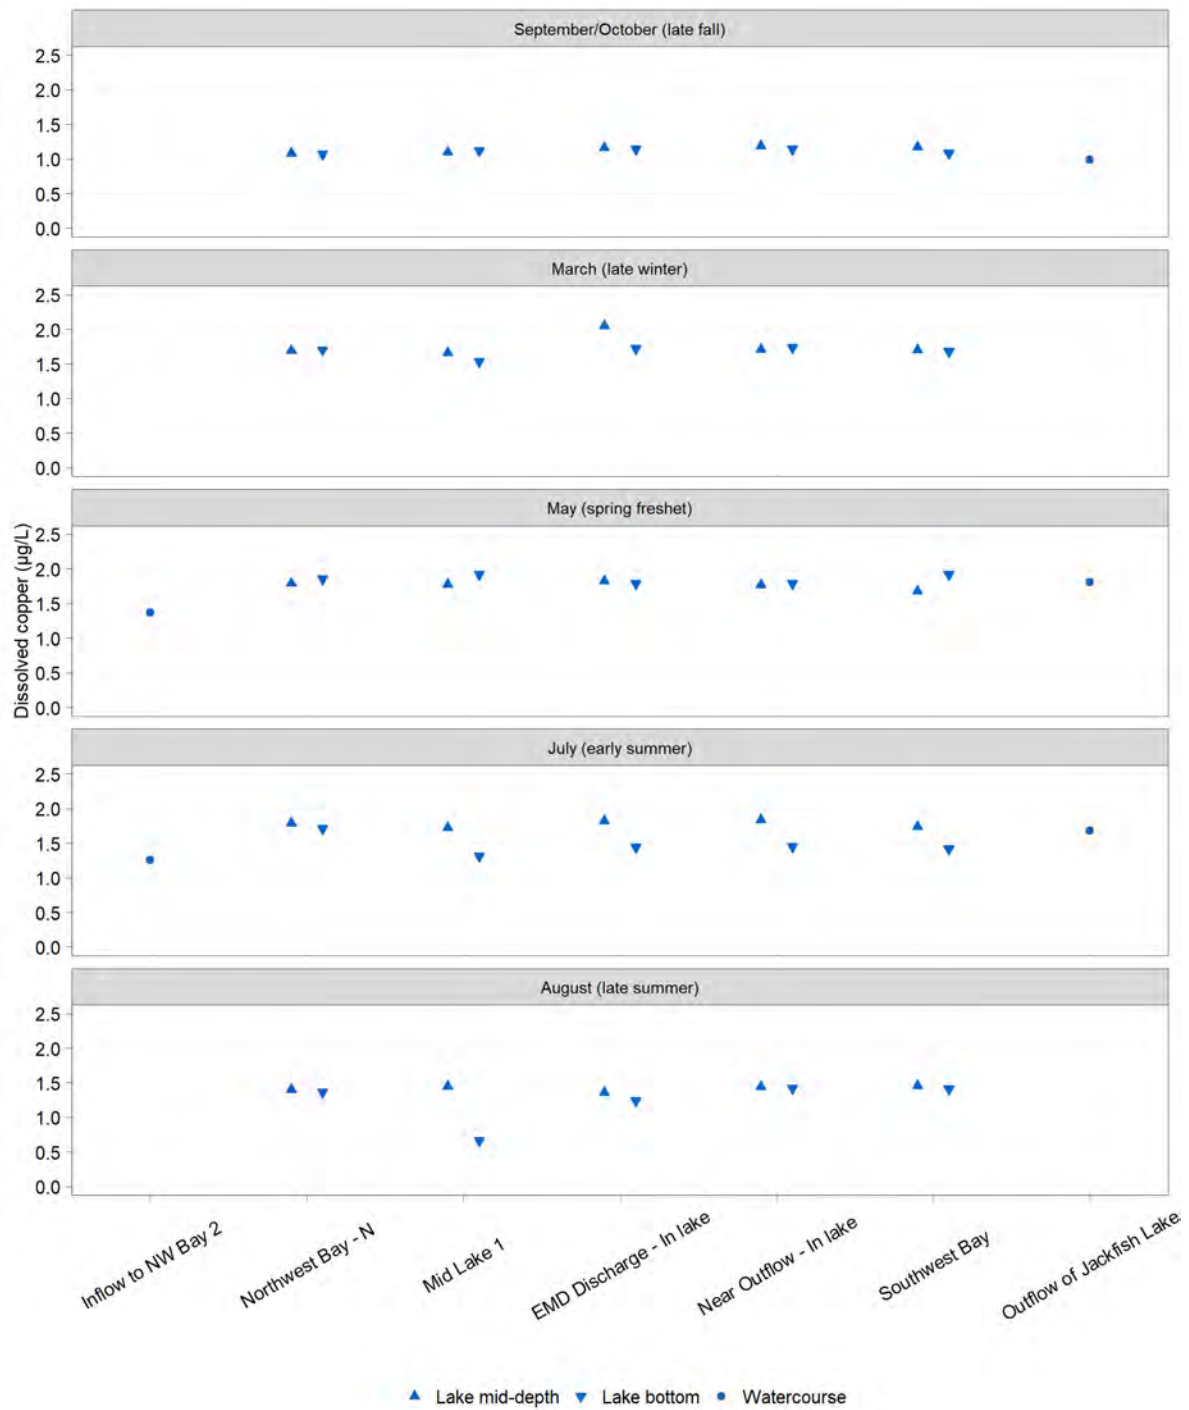 September/October (late fall)
2.5
2.0
1.5
1.0
0.5
0.0
March (late winter)
2.5
2.0
1.5
1.0
0.5
0.0
May (spring freshet)
2.5
2.0
1.5
1.0
0.5
0.0
Dissolved copper (µg/L)
July (early summer)
2.5
2.0
1.5
1.0
0.5
0.0
August (late summer)
2.5
2.0
1.5
1.0
0.5
0.0
Inflow to NW Bay 2
Northwest Bay - N
Mid Lake 1
EMD Discharge - In lake
Near Outflow - In lake
Southwest Bay
Outflow of Jackfish Lake
Lake mid-depth Lake bottom Watercourse